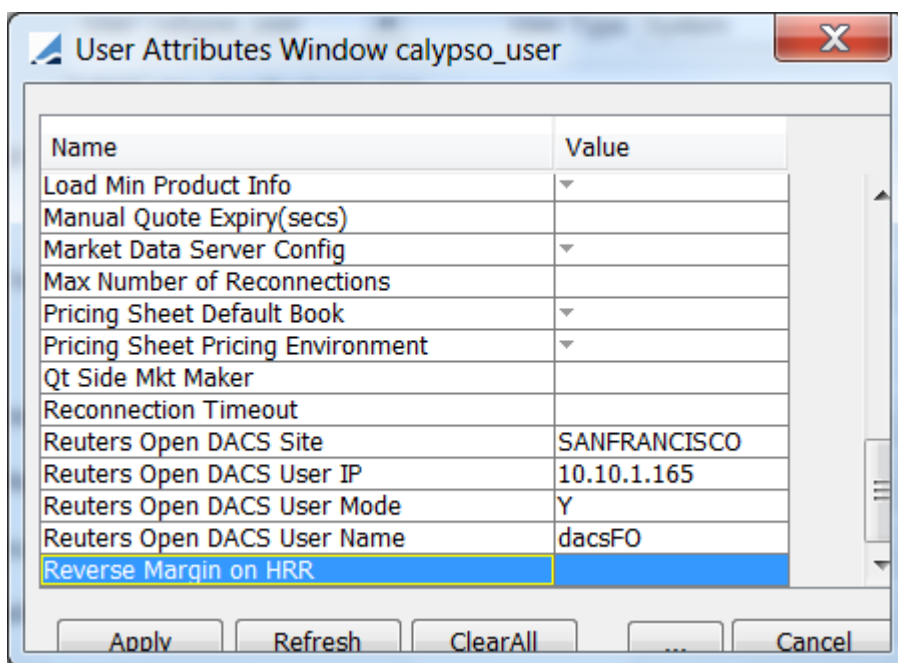 User Attributes Window calypso_user
Name Value
Load Min Product Info
Manual Quote Expiry(secs)
Market Data Server Config
Max Number of Reconnections
Pricing Sheet Default Book
Pricing Sheet Pricing Environment
Qt Side Mkt Maker
Reconnection Timeout
Reuters Open DACS Site SANFRANCISCO
Reuters Open DACS User IP 10.10.1.165
Reuters Open DACS User Mode Y
Reuters Open DACS User Name dacsFO
Reverse Margin on HRR
Apply Refresh ClearAll ... Cancel